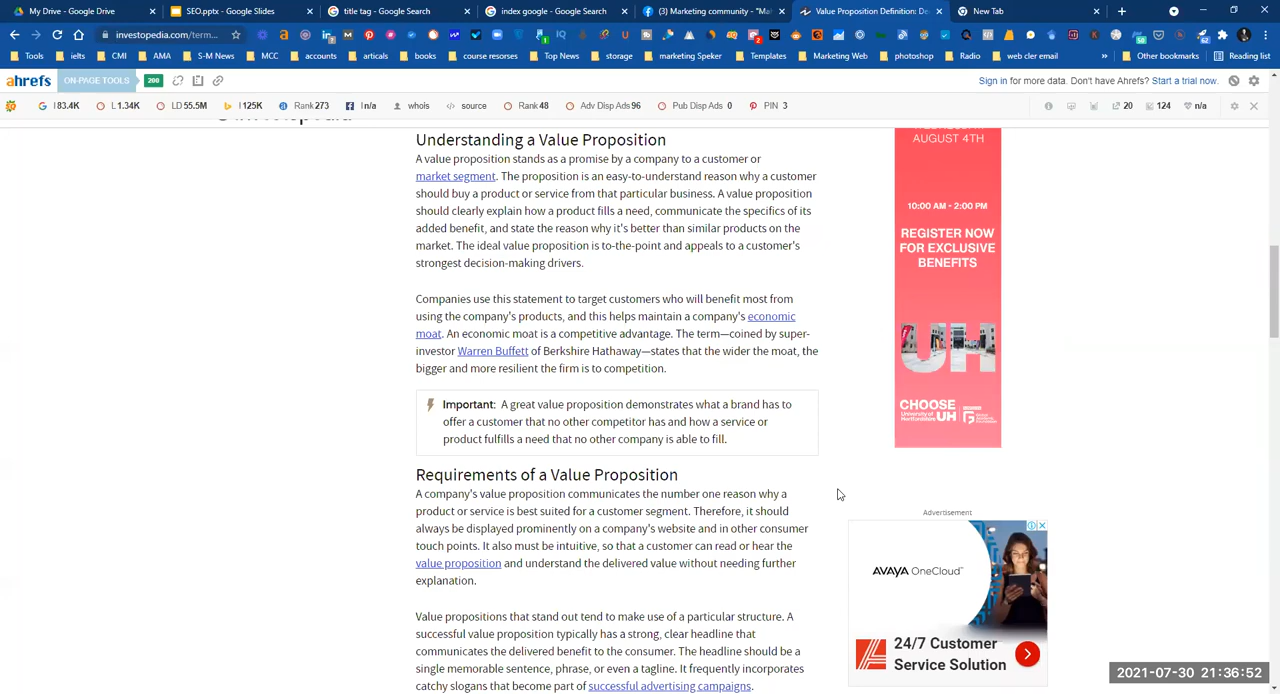 My Drive - Google Drive
SEO.pptx - Google Slides
title tag - Google Search
index google - Google Search
(3) Marketing community - "Ma
Value Proposition Definition: De
New Tab
investopedia.com/term...
Tools
ielts
CMI
AMA
S-M News
MCC
accounts
articals
books
course resorses
Top News
storage
marketing Speker
Templates
Marketing Web
photoshop
Radio
web cler email
»
Other bookmarks
Reading list
ahrefs
ON-PAGE TOOLS
200
Sign in for more data. Don't have Ahrefs? Start a trial now.
I 83.4K
L 1.34K
LD 55.5M
I 125K
Rank 273
I n/a
whois
source
Rank 48
Adv Disp Ads 96
Pub Disp Ads 0
PIN 3
20
124
n/a
Understanding a Value Proposition
A value proposition stands as a promise by a company to a customer or
market segment. The proposition is an easy-to-understand reason why a customer
should buy a product or service from that particular business. A value proposition
should clearly explain how a product fills a need, communicate the specifics of its
added benefit, and state the reason why it's better than similar products on the
market. The ideal value proposition is to-the-point and appeals to a customer's
strongest decision-making drivers.
Companies use this statement to target customers who will benefit most from
using the company's products, and this helps maintain a company's economic
moat. An economic moat is a competitive advantage. The term—coined by super-
investor Warren Buffett of Berkshire Hathaway—states that the wider the moat, the
bigger and more resilient the firm is to competition.
Important: A great value proposition demonstrates what a brand has to
offer a customer that no other competitor has and how a service or
product fulfills a need that no other company is able to fill.
Requirements of a Value Proposition
A company's value proposition communicates the number one reason why a
product or service is best suited for a customer segment. Therefore, it should
always be displayed prominently on a company's website and in other consumer
touch points. It also must be intuitive, so that a customer can read or hear the
value proposition and understand the delivered value without needing further
explanation.
Value propositions that stand out tend to make use of a particular structure. A
successful value proposition typically has a strong, clear headline that
communicates the delivered benefit to the consumer. The headline should be a
single memorable sentence, phrase, or even a tagline. It frequently incorporates
catchy slogans that become part of successful advertising campaigns.
AUGUST 4TH
10:00 AM - 2:00 PM
REGISTER NOW
FOR EXCLUSIVE
BENEFITS
UH
CHOOSE
UH
Advertisement
AVAYA OneCloud
24/7 Customer
Service Solution
2021-07-30 21:36:52